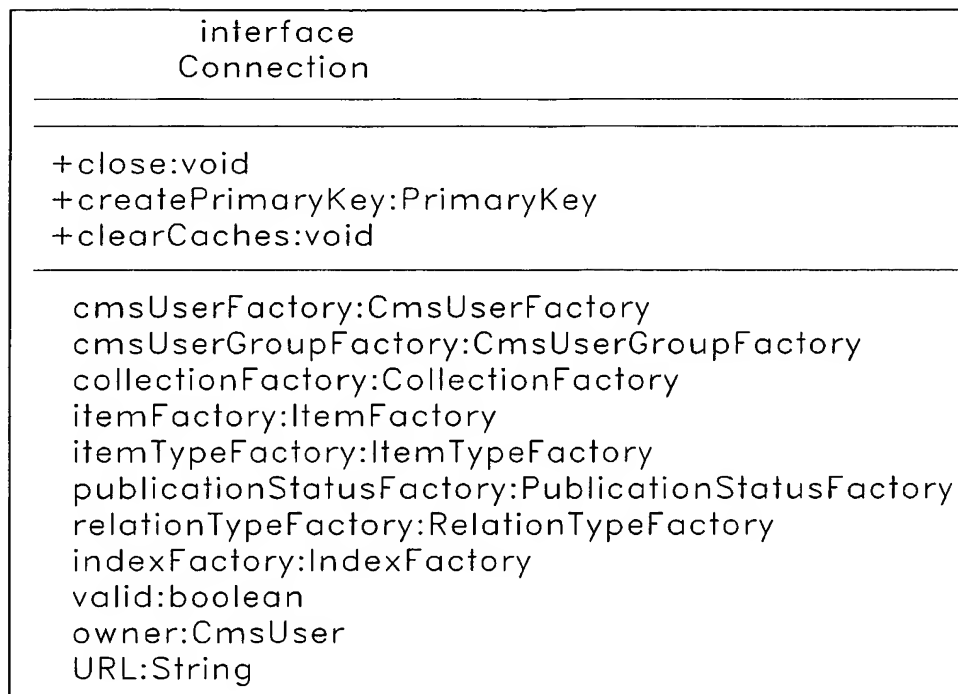 interface
Connection
+close:void
+createPrimaryKey:PrimaryKey
+clearCaches:void
cmsUserFactory:CmsUserFactory
cmsUserGroupFactory:CmsUserGroupFactory
collectionFactory:CollectionFactory
itemFactory:ItemFactory
itemTypeFactory:ItemTypeFactory
publicationStatusFactory:PublicationStatusFactory
relationTypeFactory:RelationTypeFactory
indexFactory:IndexFactory
valid:boolean
owner:CmsUser
URL:String